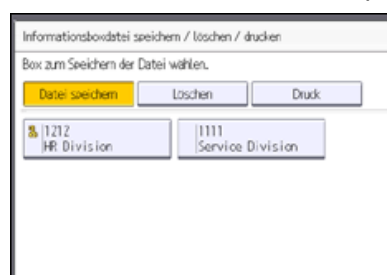 Informationsboxdatei speichern / löschen / drucken
Box zum Speichern der Datei wählen.
Datei speichern
Löschen
Druck
1212
HR Division
1111
Service Division